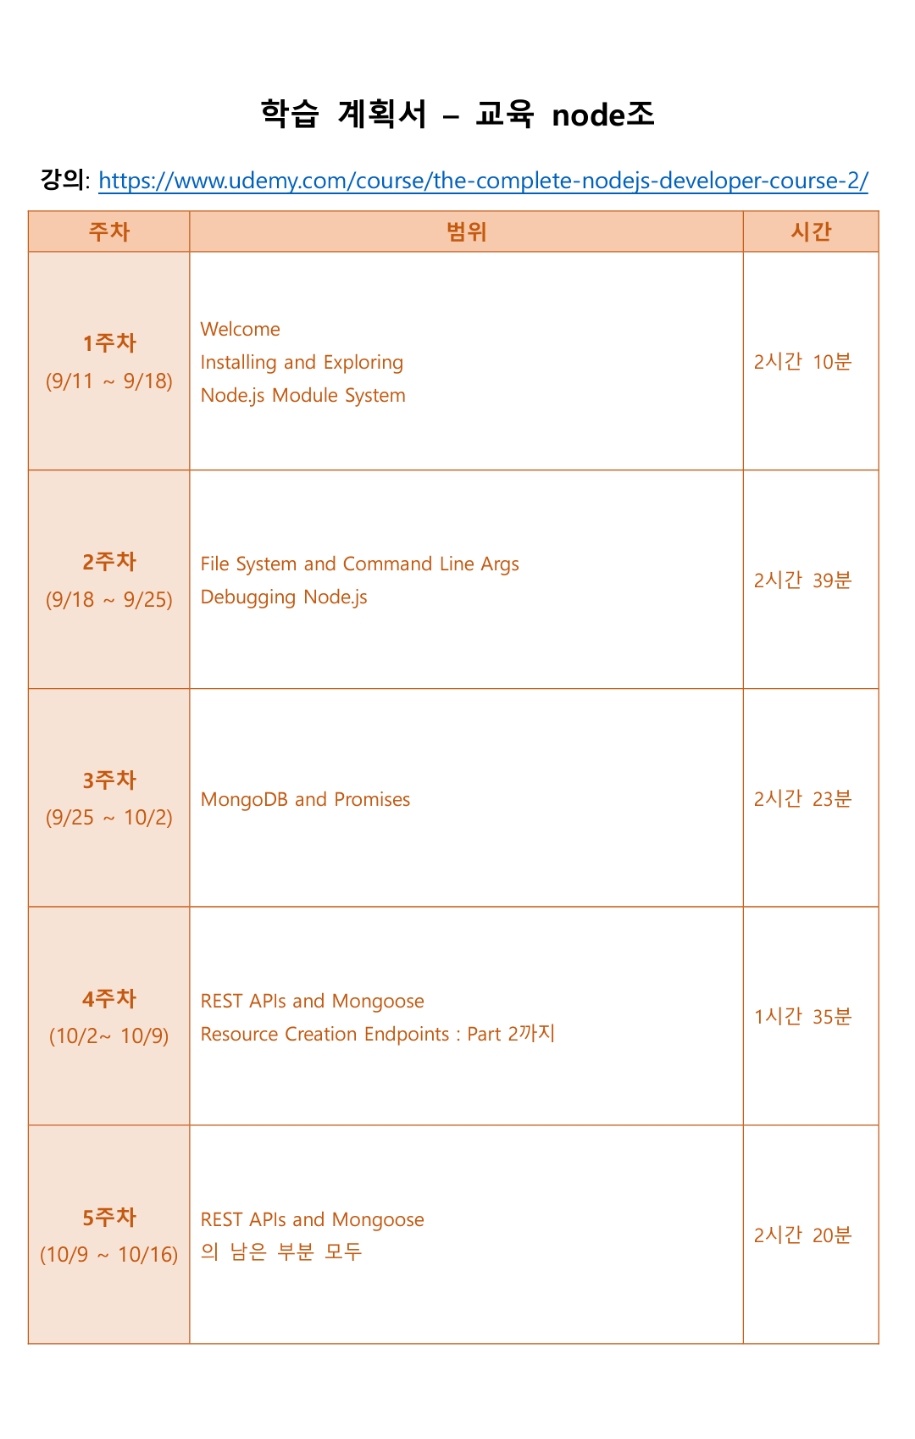 학습 계획서 – 교육 node조
강의: https://www.udemy.com/course/the-complete-nodejs-developer-course-2/
주차 범위 시간
1주차
(9/11 ~ 9/18)
Welcome
Installing and Exploring
Node.js Module System
2시간 10분
2주차
(9/18 ~ 9/25)
File System and Command Line Args
Debugging Node.js
2시간 39분
3주차
(9/25 ~ 10/2)
MongoDB and Promises
2시간 23분
4주차
(10/2~ 10/9)
REST APIs and Mongoose
Resource Creation Endpoints : Part 2까지
1시간 35분
5주차
(10/9 ~ 10/16)
REST APIs and Mongoose
의 남은 부분 모두
2시간 20분